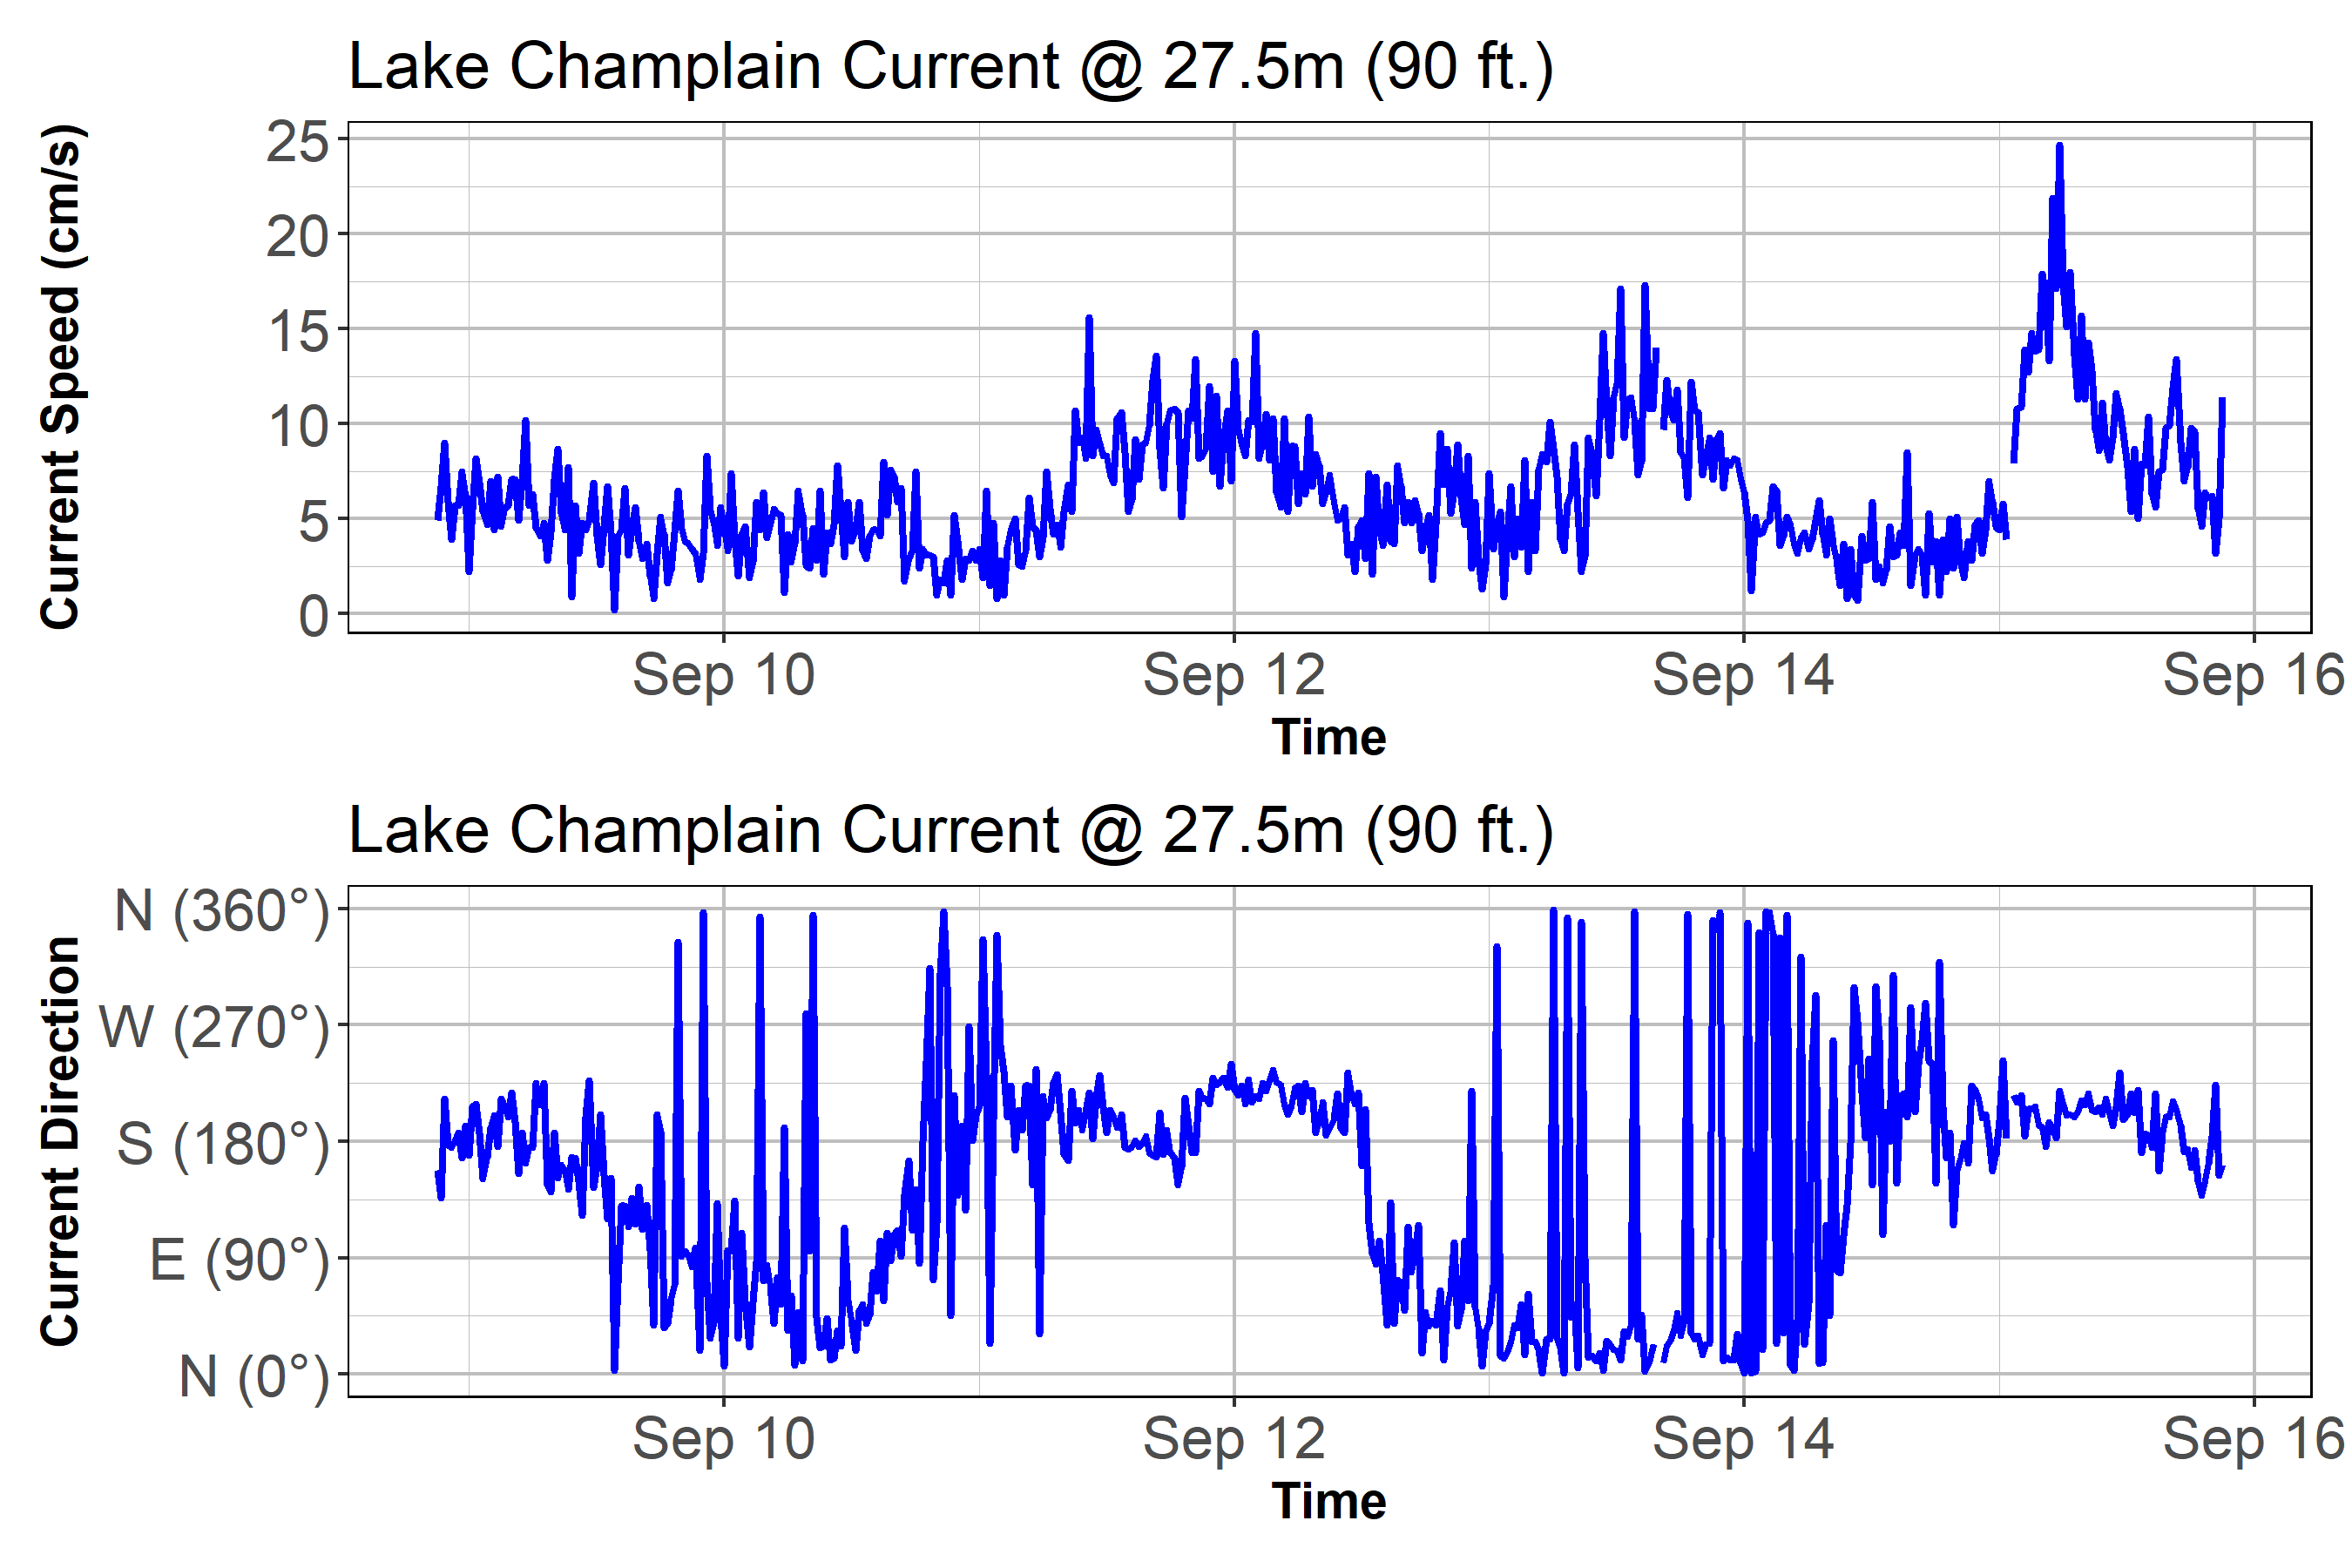 Lake Champlain Current @ 27.5m (90 ft.)
Current Speed (cm/s)
25
20
15
10
5
0
Sep 10 Sep 12 Sep 14 Sep 16
Time
Lake Champlain Current @ 27.5m (90 ft.)
Current Direction
N (360°)
W (270°)
S (180°)
E (90°)
N (0°)
Sep 10 Sep 12 Sep 14 Sep 16
Time